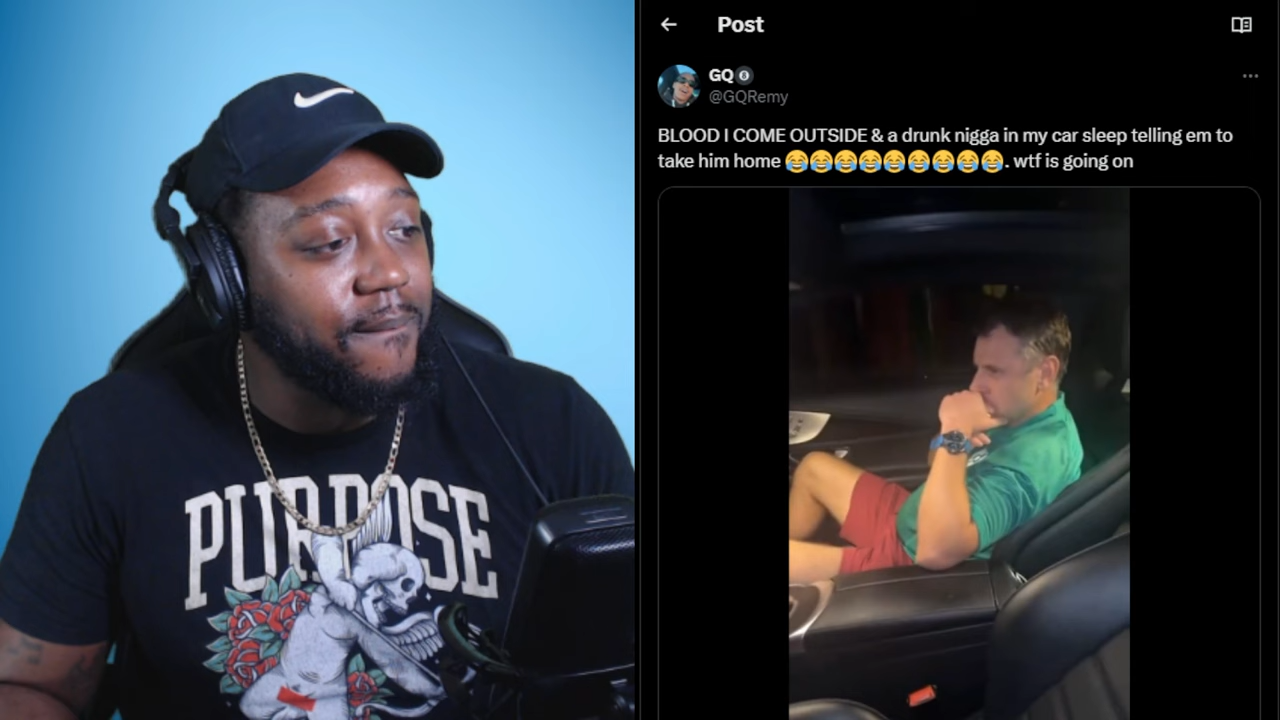 PURPOSE
Post
GQ
@GQRemy
BLOOD I COME OUTSIDE & a drunk nigga in my car sleep telling em to
take him home 😂😂😂😂😂😂😂😂😂. wtf is going on